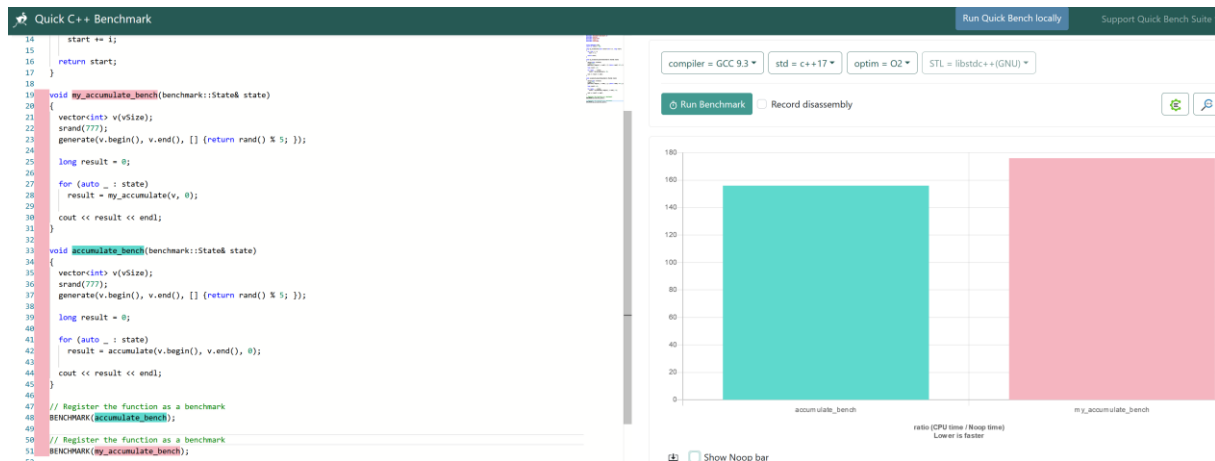 Quick C++ Benchmark
Run Quick Bench locally
Support Quick Bench Suite
14 start += i;
15
16 return start;
17 }
18
19 void my_accumulate_bench(benchmark::State& state)
20 {
21 vector<int> v(vSize);
22 srand(777);
23 generate(v.begin(), v.end(), [] {return rand() % 5; });
24
25 long result = 0;
26
27 for (auto _ : state)
28 result = my_accumulate(v, 0);
29
30 cout << result << endl;
31 }
32
33 void accumulate_bench(benchmark::State& state)
34 {
35 vector<int> v(vSize);
36 srand(777);
37 generate(v.begin(), v.end(), [] {return rand() % 5; });
38
39 long result = 0;
40
41 for (auto _ : state)
42 result = accumulate(v.begin(), v.end(), 0);
43
44 cout << result << endl;
45 }
46
47 // Register the function as a benchmark
48 BENCHMARK(accumulate_bench);
49
50 // Register the function as a benchmark
51 BENCHMARK(my_accumulate_bench);
compiler = GCC 9.3
std = c++17
optim = O2
STL = libstdc++(GNU)
Run Benchmark
Record disassembly
180
160
140
120
100
80
60
40
20
0
accumulate_bench
my_accumulate_bench
ratio (CPU time / Noop time)
Lower is faster
Show Noop bar